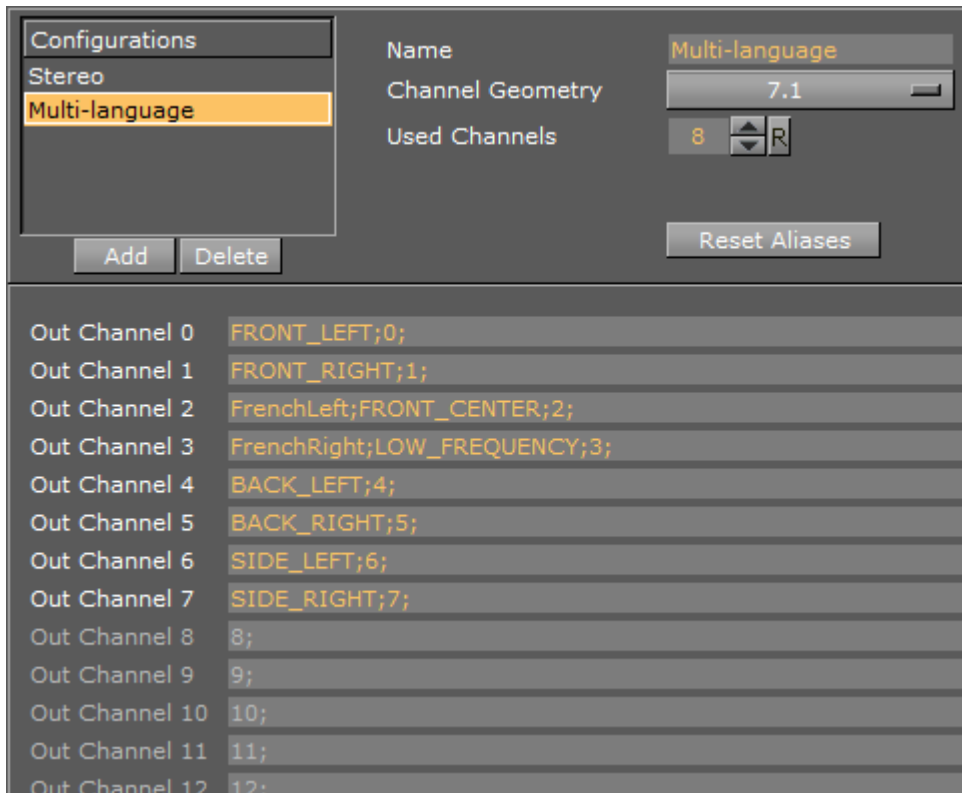 Configurations
Stereo
Multi-language
Add Delete
Name Multi-language
Channel Geometry 7.1
Used Channels 8 R
Reset Aliases
Out Channel 0 FRONT_LEFT;0;
Out Channel 1 FRONT_RIGHT;1;
Out Channel 2 FrenchLeft;FRONT_CENTER;2;
Out Channel 3 FrenchRight;LOW_FREQUENCY;3;
Out Channel 4 BACK_LEFT;4;
Out Channel 5 BACK_RIGHT;5;
Out Channel 6 SIDE_LEFT;6;
Out Channel 7 SIDE_RIGHT;7;
Out Channel 8 8;
Out Channel 9 9;
Out Channel 10 10;
Out Channel 11 11;
Out Channel 12 12;